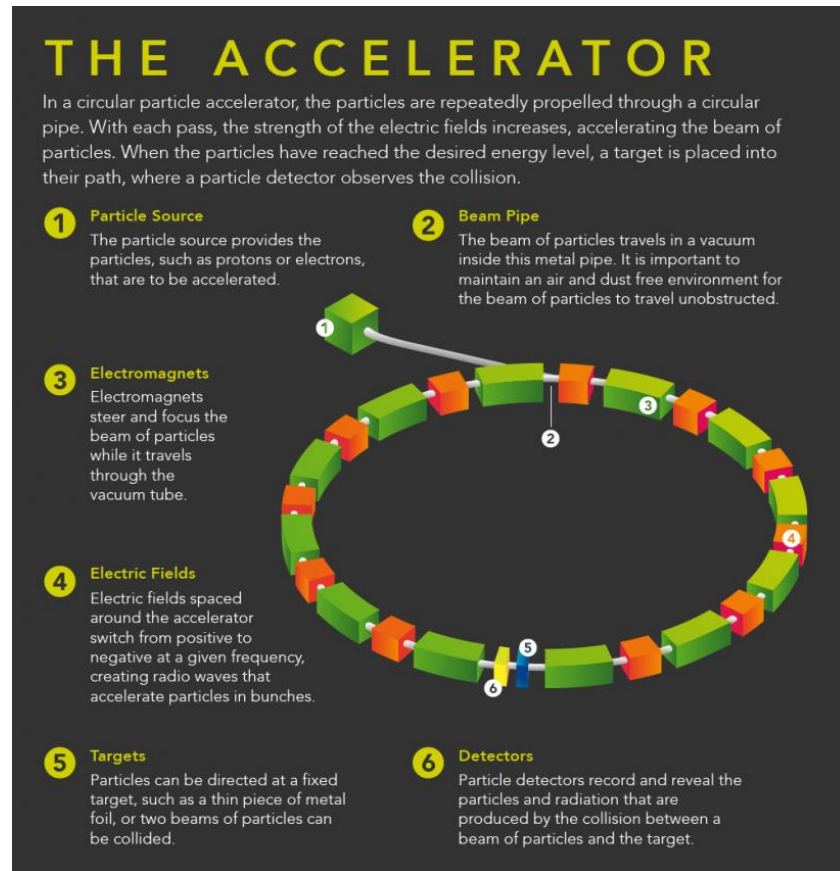 THE ACCELERATOR
In a circular particle accelerator, the particles are repeatedly propelled through a circular
pipe. With each pass, the strength of the electric fields increases, accelerating the beam of
particles. When the particles have reached the desired energy level, a target is placed into
their path, where a particle detector observes the collision.
1
Particle Source
The particle source provides the
particles, such as protons or electrons,
that are to be accelerated.
2
Beam Pipe
The beam of particles travels in a vacuum
inside this metal pipe. It is important to
maintain an air and dust free environment for
the beam of particles to travel unobstructed.
1
3
Electromagnets
Electromagnets
steer and focus the
beam of particles
while it travels
through the
vacuum tube.
3
2
4
4
Electric Fields
Electric fields spaced
around the accelerator
switch from positive to
negative at a given frequency,
creating radio waves that
accelerate particles in bunches.
5
6
5
Targets
Particles can be directed at a fixed
target, such as a thin piece of metal
foil, or two beams of particles can
be collided.
6
Detectors
Particle detectors record and reveal the
particles and radiation that are
produced by the collision between a
beam of particles and the target.